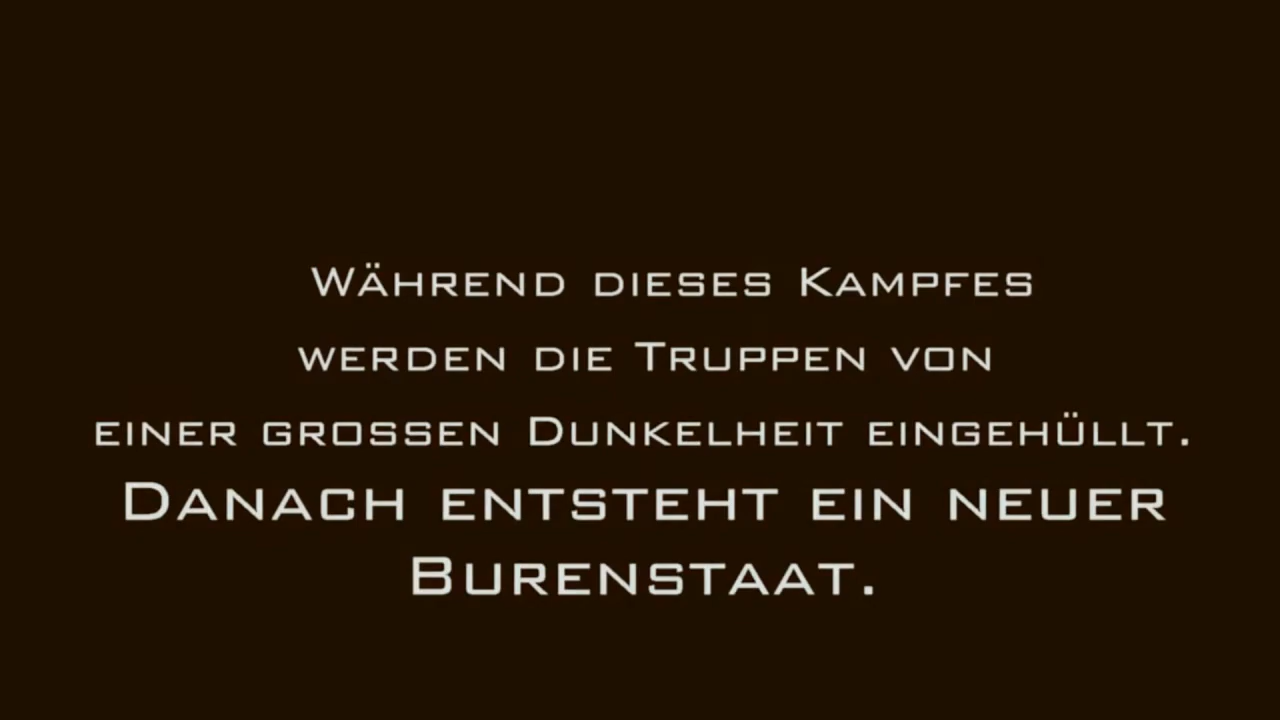 Während dieses Kampfes
werden die Truppen von
einer grossen Dunkelheit eingehüllt.
Danach entsteht ein neuer
Burenstaat.